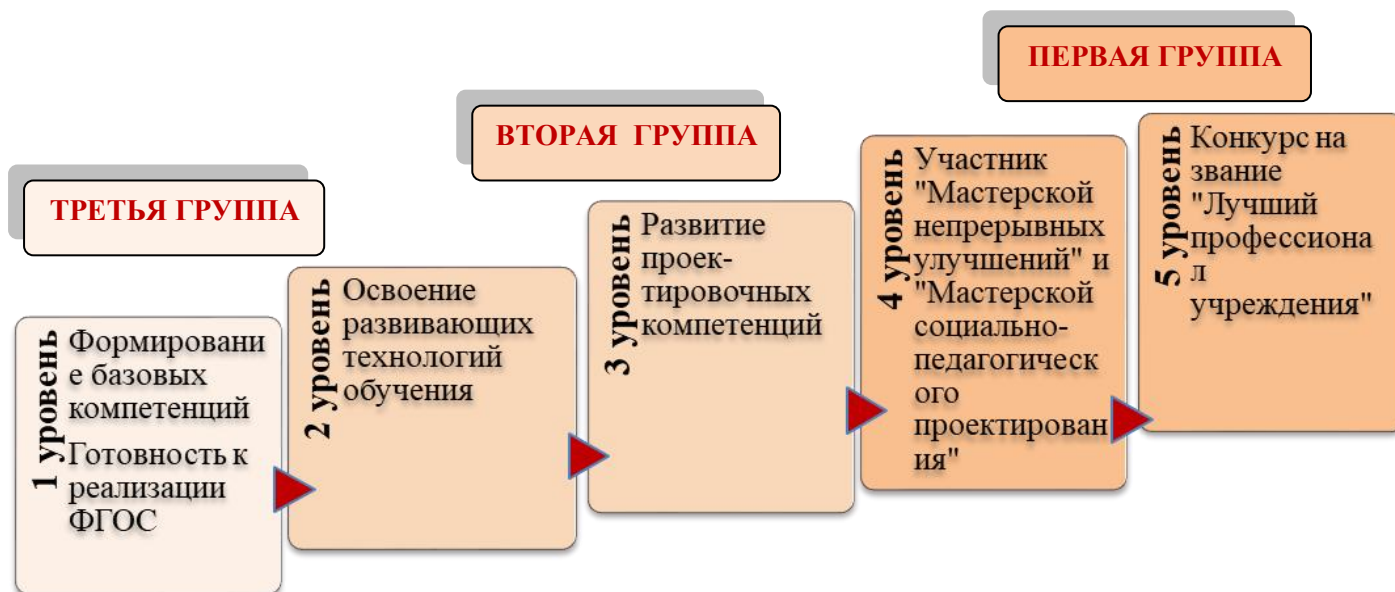 ПЕРВАЯ ГРУППА
ВТОРАЯ ГРУППА
ТРЕТЬЯ ГРУППА
1 уровень
Формировани
е базовых
компетенций
Готовность к
реализации
ФГОС
2 уровень
Освоение
развивающих
технологий
обучения
3 уровень
Развитие
проек-
тировочных
компетенций
4 уровень
Участник
"Мастерской
непрерывных
улучшений" и
"Мастерской
социально-
педагогическ
ого
проектирован
ия"
5 уровень
Конкурс на
звание
"Лучший
профессиона
л
учреждения"